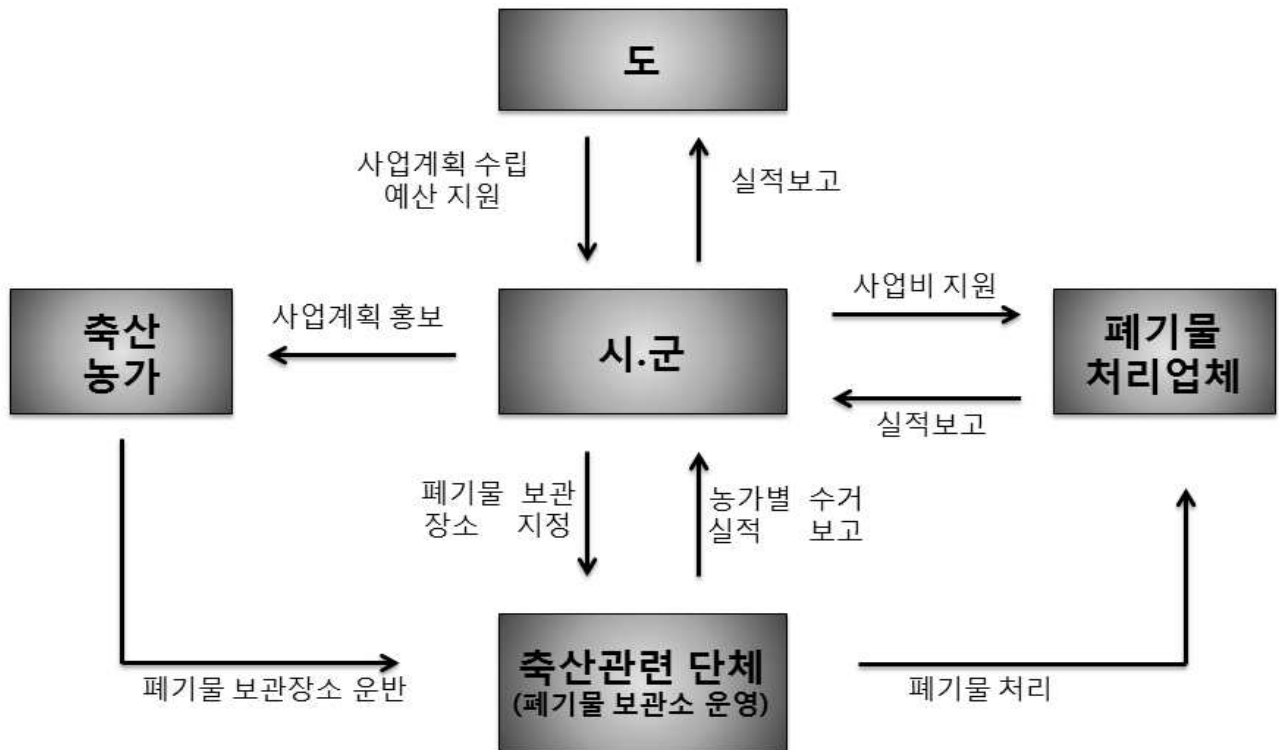 도
사업계획 수립
예산 지원
실적보고
축산
농가
사업계획 홍보
시.군
사업비 지원
실적보고
폐기물
처리업체
폐기물 보관
장소 지정
농가별 수거
실적 보고
폐기물 보관장소 운반
축산관련 단체
(폐기물 보관소 운영)
폐기물 처리